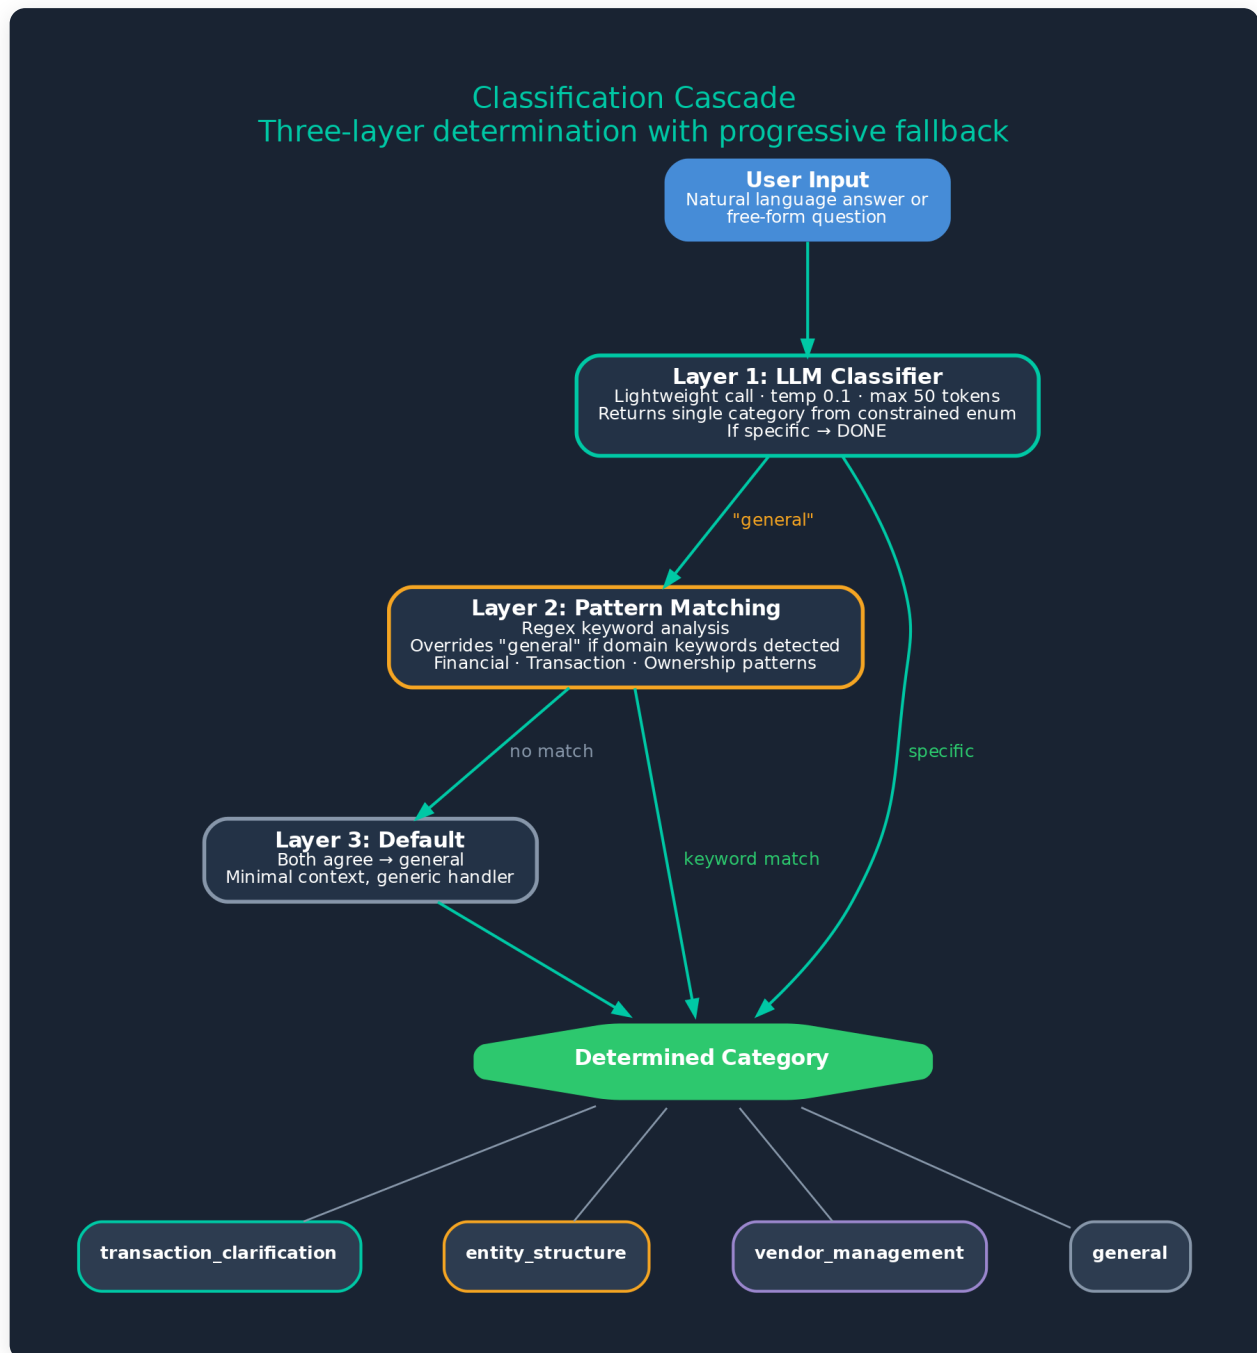 Classification Cascade
Three-layer determination with progressive fallback
User Input
Natural language answer or
free-form question
Layer 1: LLM Classifier
Lightweight call · temp 0.1 · max 50 tokens
Returns single category from constrained enum
If specific → DONE
"general"
Layer 2: Pattern Matching
Regex keyword analysis
Overrides "general" if domain keywords detected
Financial · Transaction · Ownership patterns
no match
specific
Layer 3: Default
Both agree → general
Minimal context, generic handler
keyword match
Determined Category
transaction_clarification
entity_structure
vendor_management
general